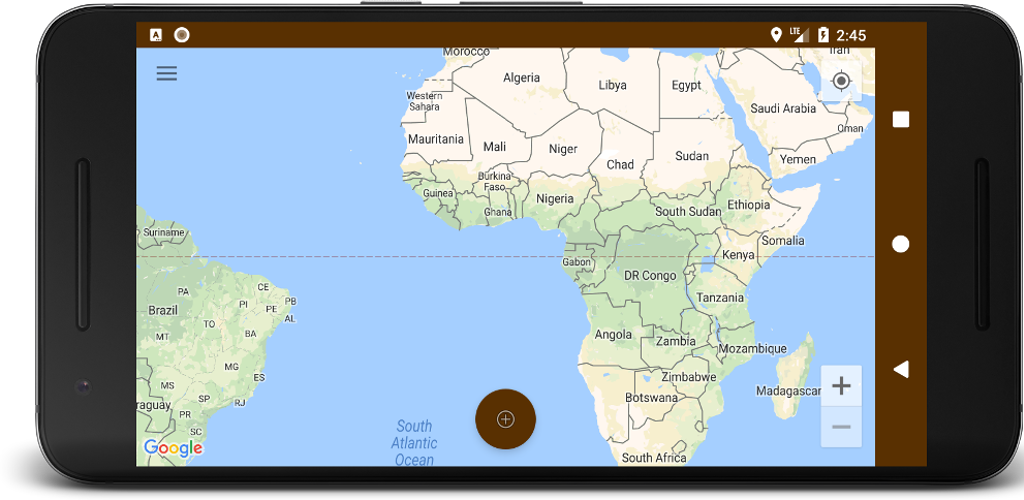 LTE 2:45
Morocco
Iran
Algeria
Libya
Egypt
Western
Sahara
Saudi Arabia
Oman
Mauritania
Mali
Niger
Chad
Sudan
Yemen
Burkina
Faso
Guinea
Nigeria
Ghana
South Sudan
Ethiopia
Suriname
Somalia
Kenya
Gabon
DR Congo
PA
CE
PB
Tanzania
Brazil
PI
PE
AL
TO
MT
BA
Angola
Zambia
Mozambique
MG
ES
Zimbabwe
MS
SP
RJ
Botswana
Madagascar
raguay
PR
SC
South
Atlantic
Ocean
Google
South Africa